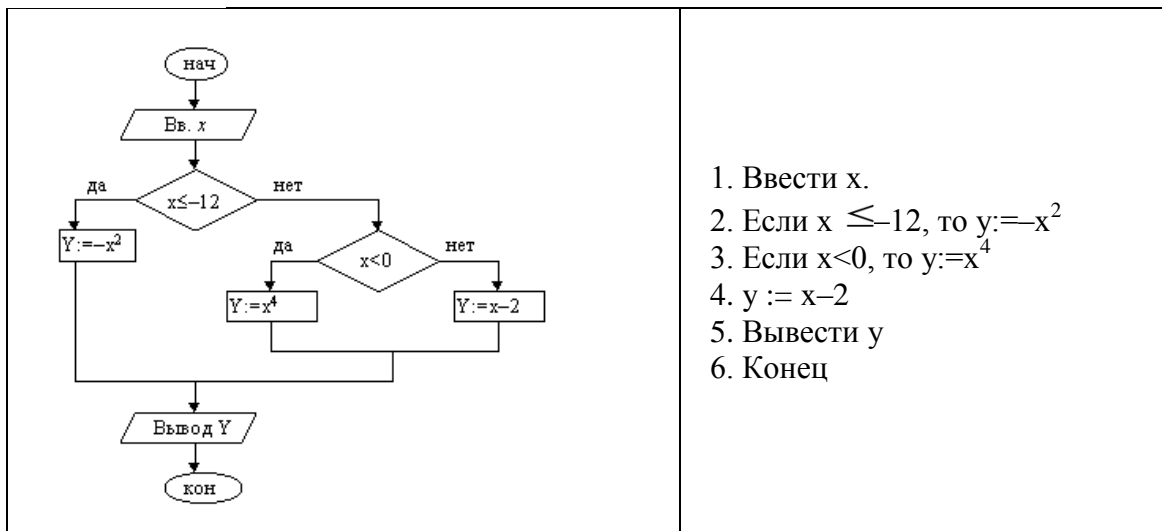 нач
Вв. x
да
x≤–12
нет
Y:=–x²
да
x<0
нет
Y:=x⁴
Y:=x–2
Вывод Y
кон
1. Ввести x.
2. Если x ≤–12, то y:=–x²
3. Если x<0, то y:=x⁴
4. y := x–2
5. Вывести y
6. Конец